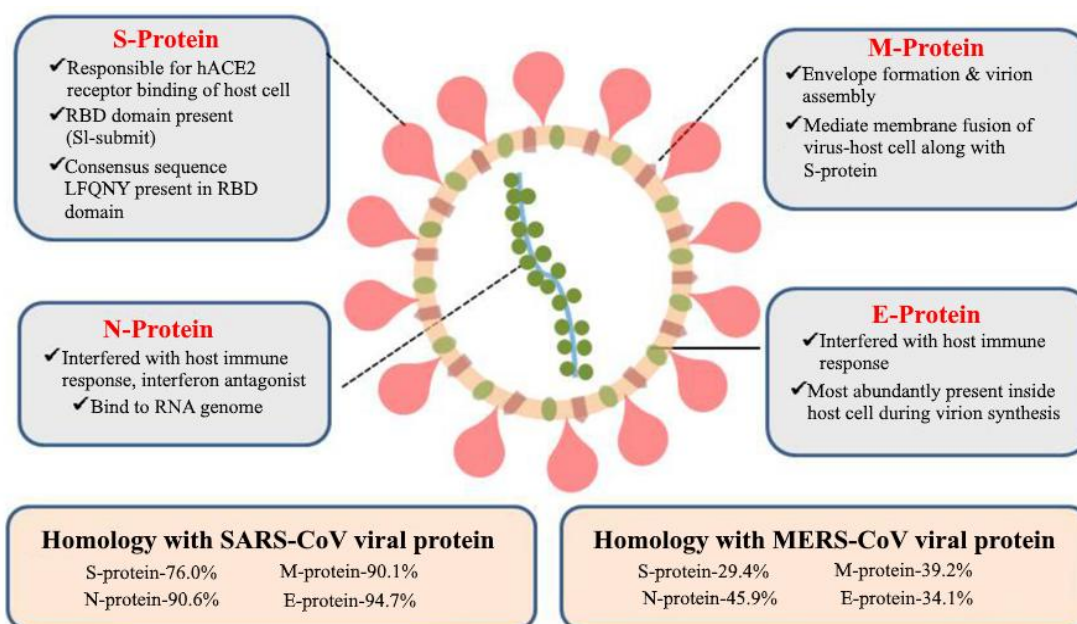 S-Protein
✓Responsible for hACE2
receptor binding of host cell
✓RBD domain present
(Sl-submit)
✓Consensus sequence
LFQNY present in RBD
domain
M-Protein
✓Envelope formation & virion
assembly
✓Mediate membrane fusion of
virus-host cell along with
S-protein
N-Protein
✓Interfered with host immune
response, interferon antagonist
✓Bind to RNA genome
E-Protein
✓Interfered with host immune
response
✓Most abundantly present inside
host cell during virion synthesis
Homology with SARS-CoV viral protein
S-protein-76.0% M-protein-90.1%
N-protein-90.6% E-protein-94.7%
Homology with MERS-CoV viral protein
S-protein-29.4% M-protein-39.2%
N-protein-45.9% E-protein-34.1%